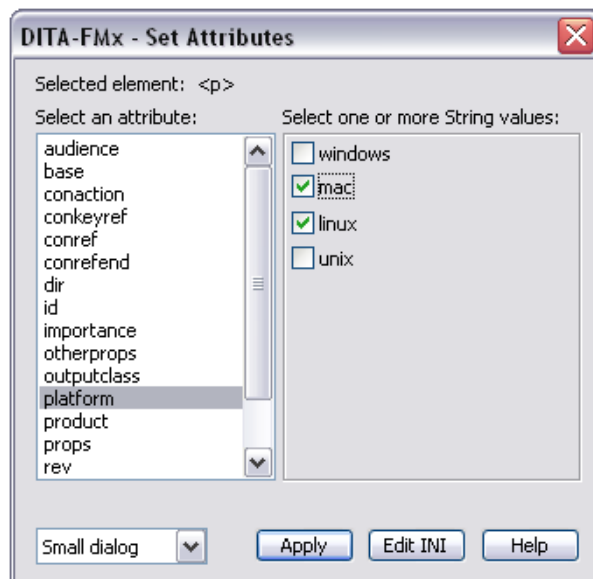 DITA-FMx - Set Attributes
Selected element: <p>
Select an attribute:
Select one or more String values:
audience
base
conaction
conkeyref
conref
conrefend
dir
id
importance
otherprops
outputclass
platform
product
props
rev
windows
mac
linux
unix
Small dialog
Apply
Edit INI
Help